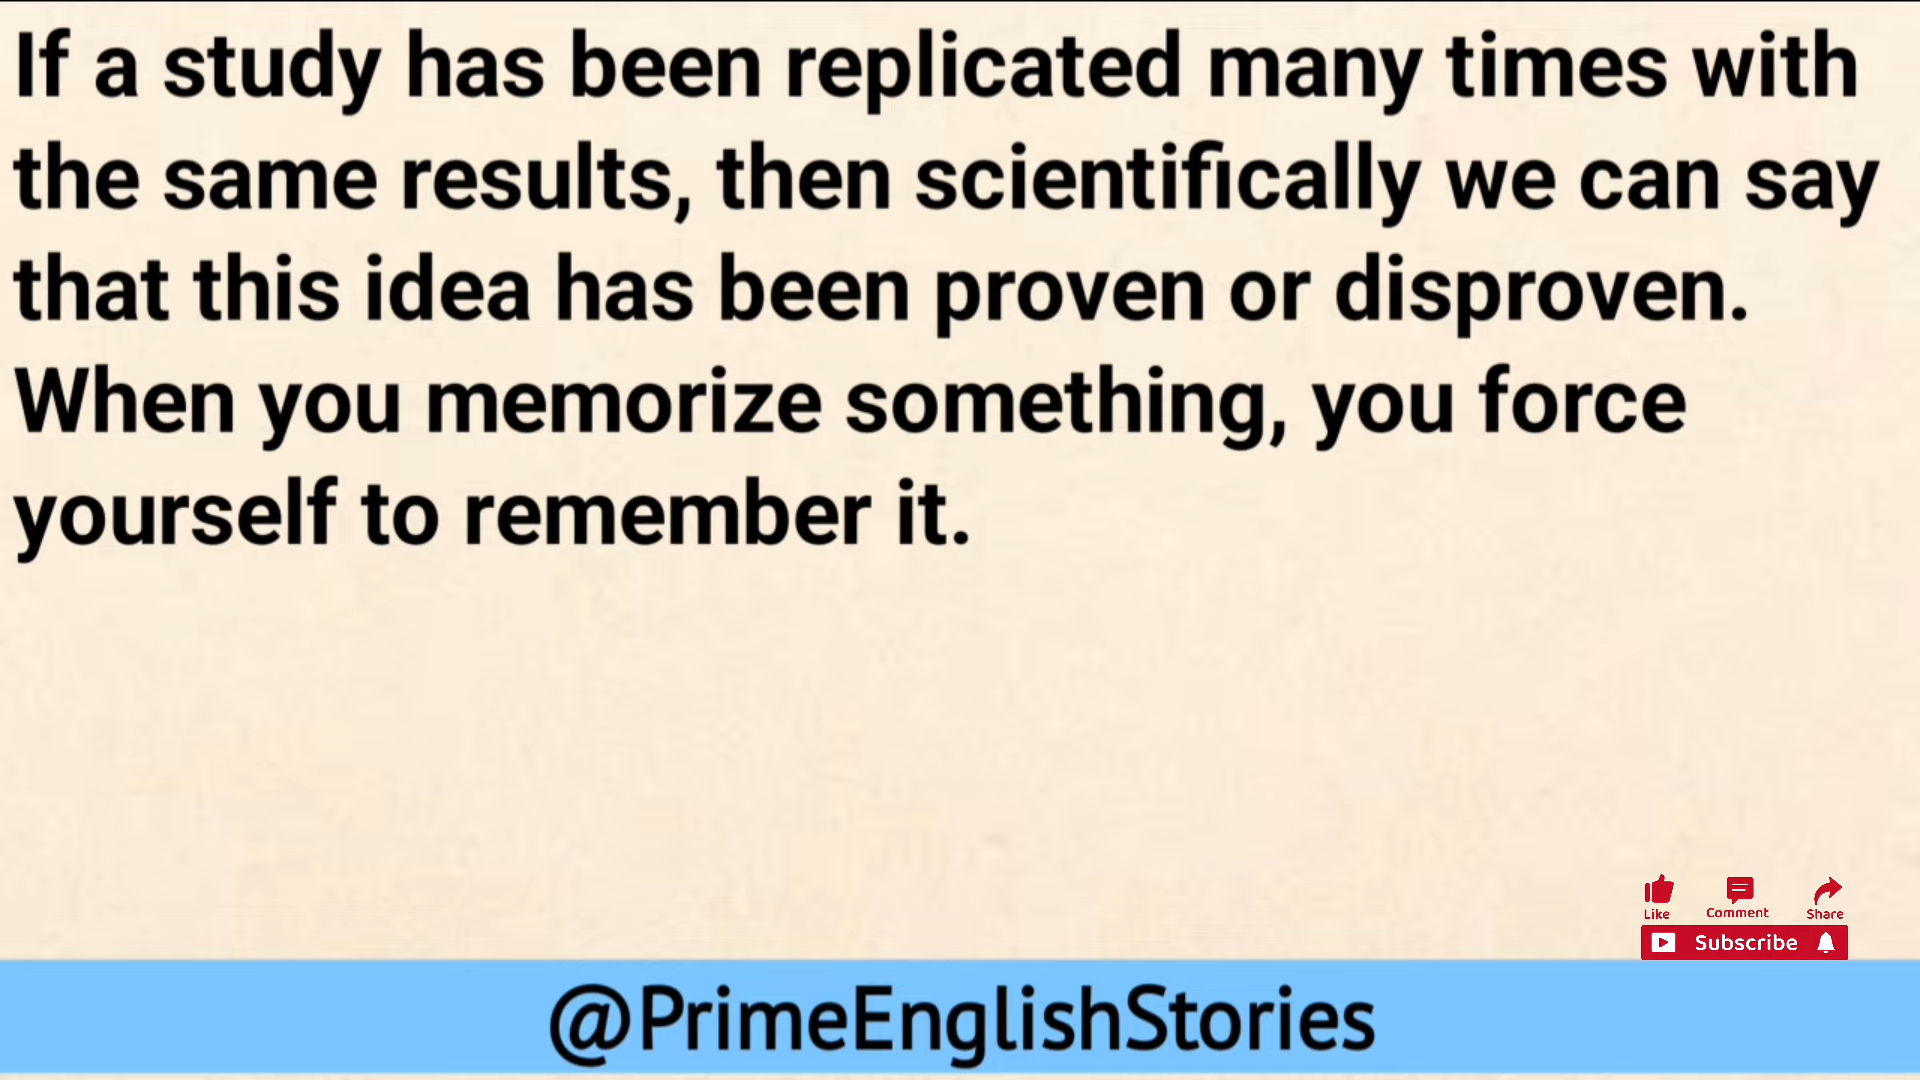 If a study has been replicated many times with
the same results, then scientifically we can say
that this idea has been proven or disproven.
When you memorize something, you force
yourself to remember it.
Like Comment Share
Subscribe
@PrimeEnglishStories